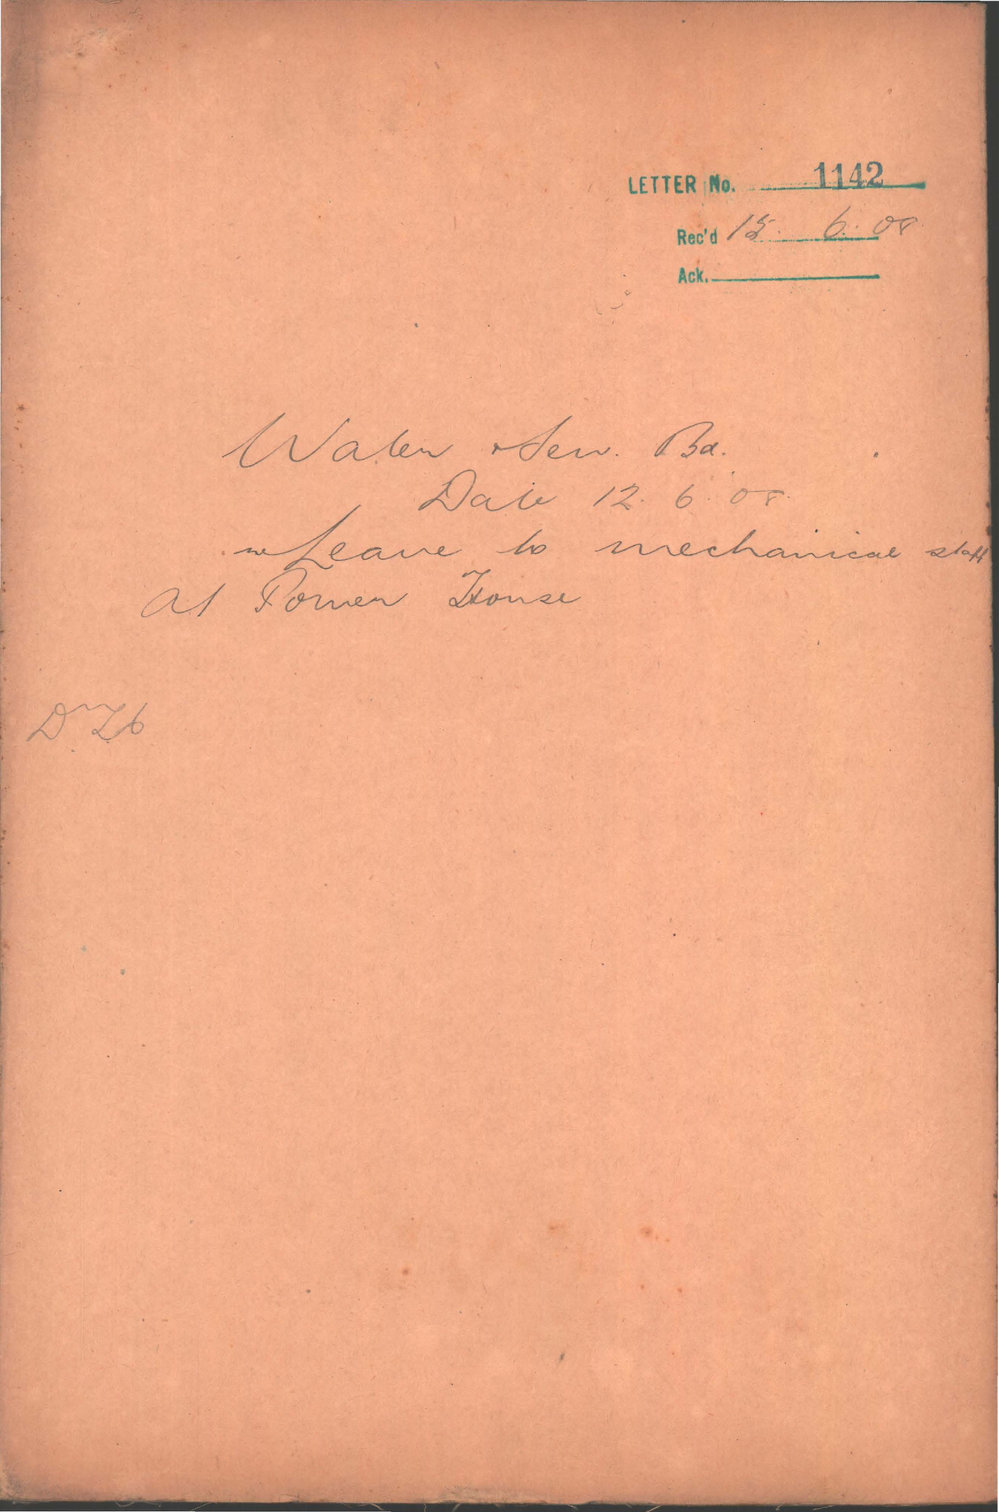 LETTER No. 1142
Rec'd 15. 6. 08
Ack.
Water & Sew. Bd.
Date 12. 6. 08.
re Leave to mechanical staff
at Power House